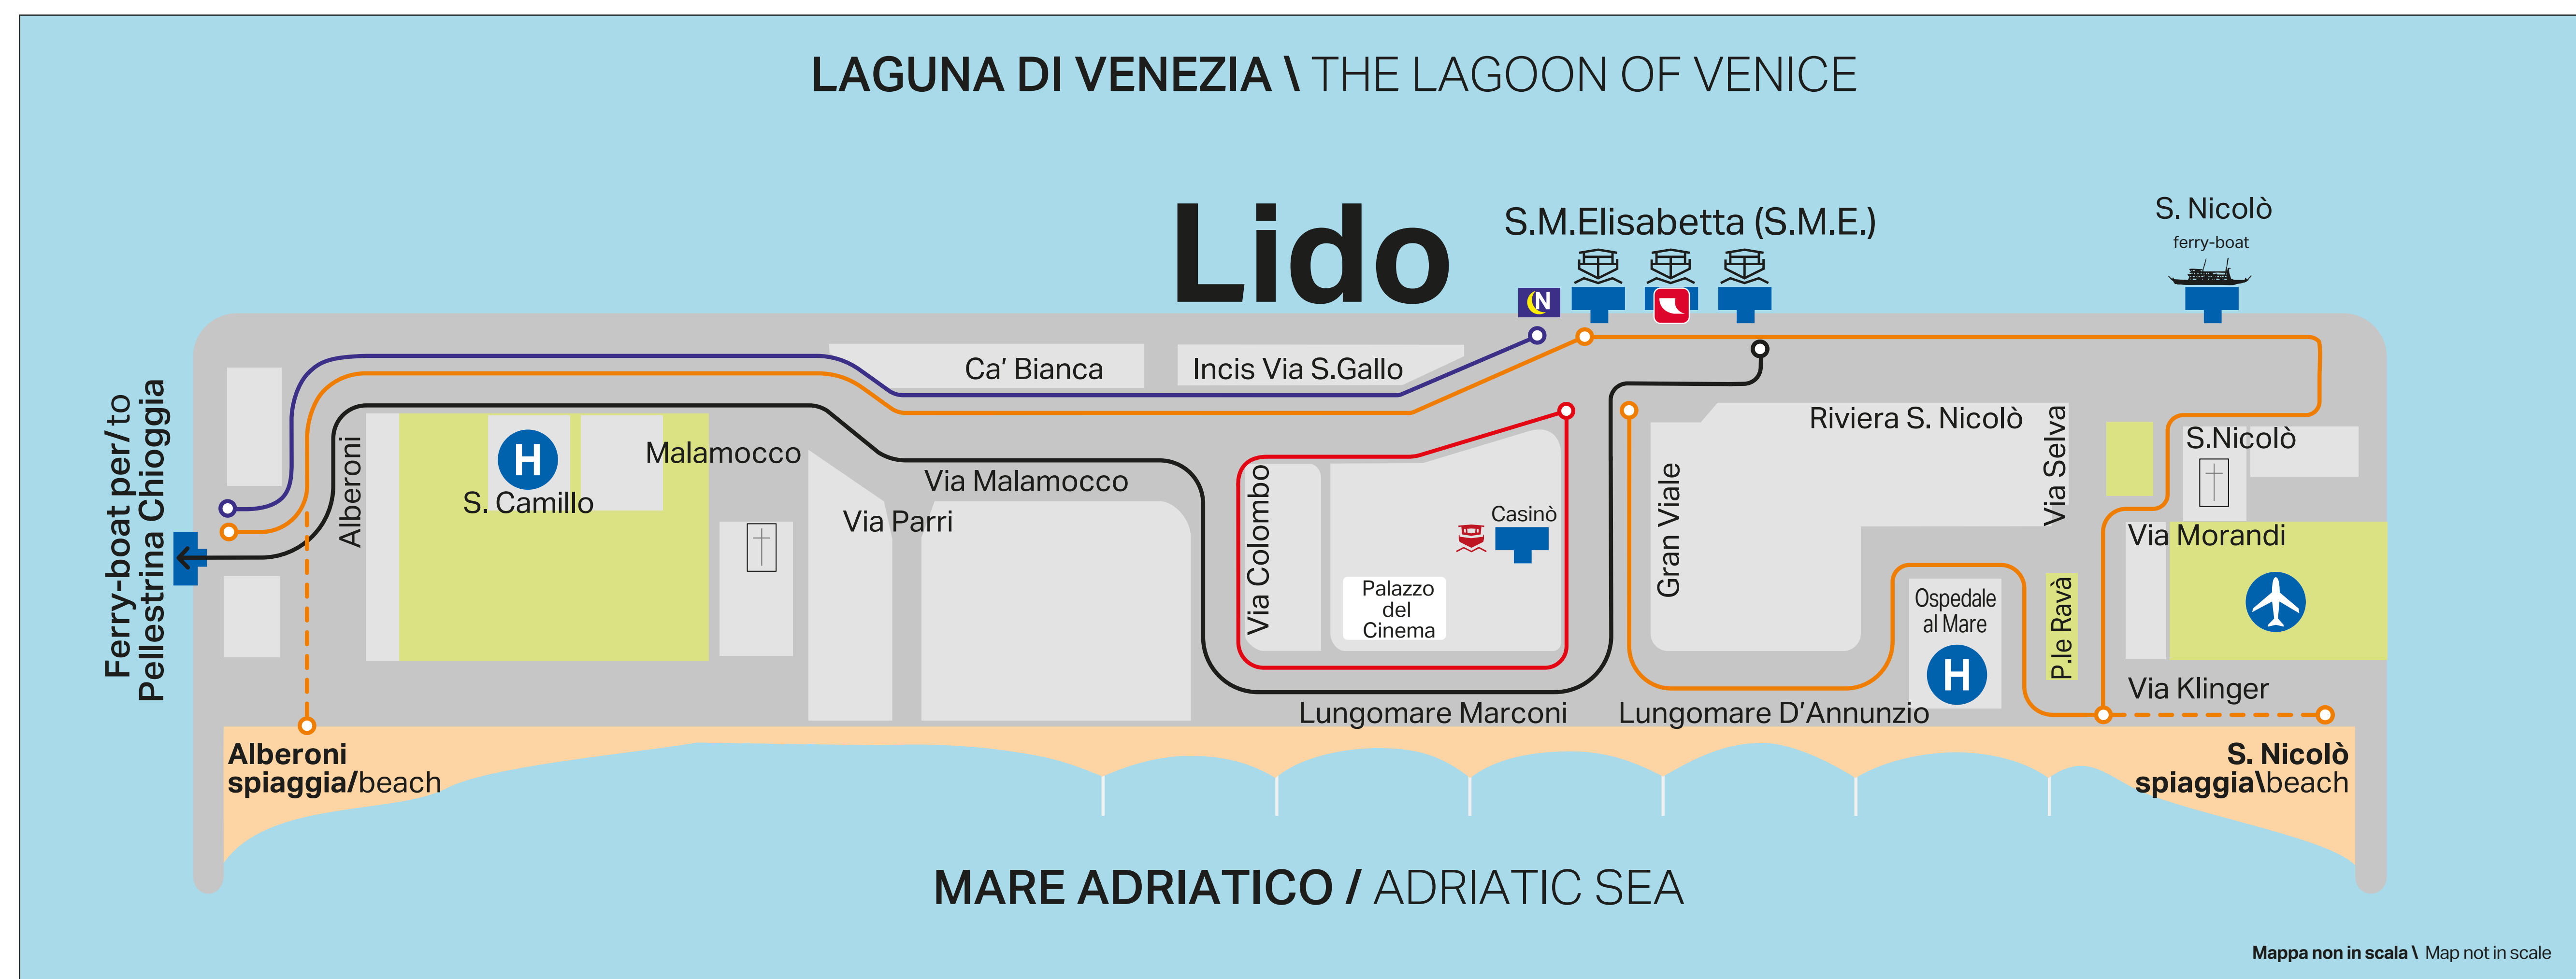 LAGUNA DI VENEZIA \ THE LAGOON OF VENICE
Lido
S.M.Elisabetta (S.M.E.)
S. Nicolò
ferry-boat
N
Ca' Bianca
Incis Via S.Gallo
Ferry-boat per/to
Pellestrina Chioggia
Alberoni
H
S. Camillo
Malamocco
Via Malamocco
Via Parri
Via Colombo
Casinò
Palazzo
del
Cinema
Gran Viale
Riviera S. Nicolò
Via Selva
S.Nicolò
Via Morandi
Ospedale
al Mare
H
P.le Ravà
Via Klinger
Lungomare Marconi
Lungomare D'Annunzio
Alberoni
spiaggia/beach
S. Nicolò
spiaggia\beach
MARE ADRIATICO / ADRIATIC SEA
Mappa non in scala \ Map not in scale